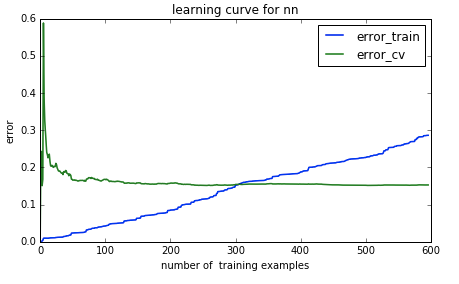 learning curve for nn
error_train
error_cv
error
0.6
0.5
0.4
0.3
0.2
0.1
0.0
0 100 200 300 400 500 600
number of  training examples